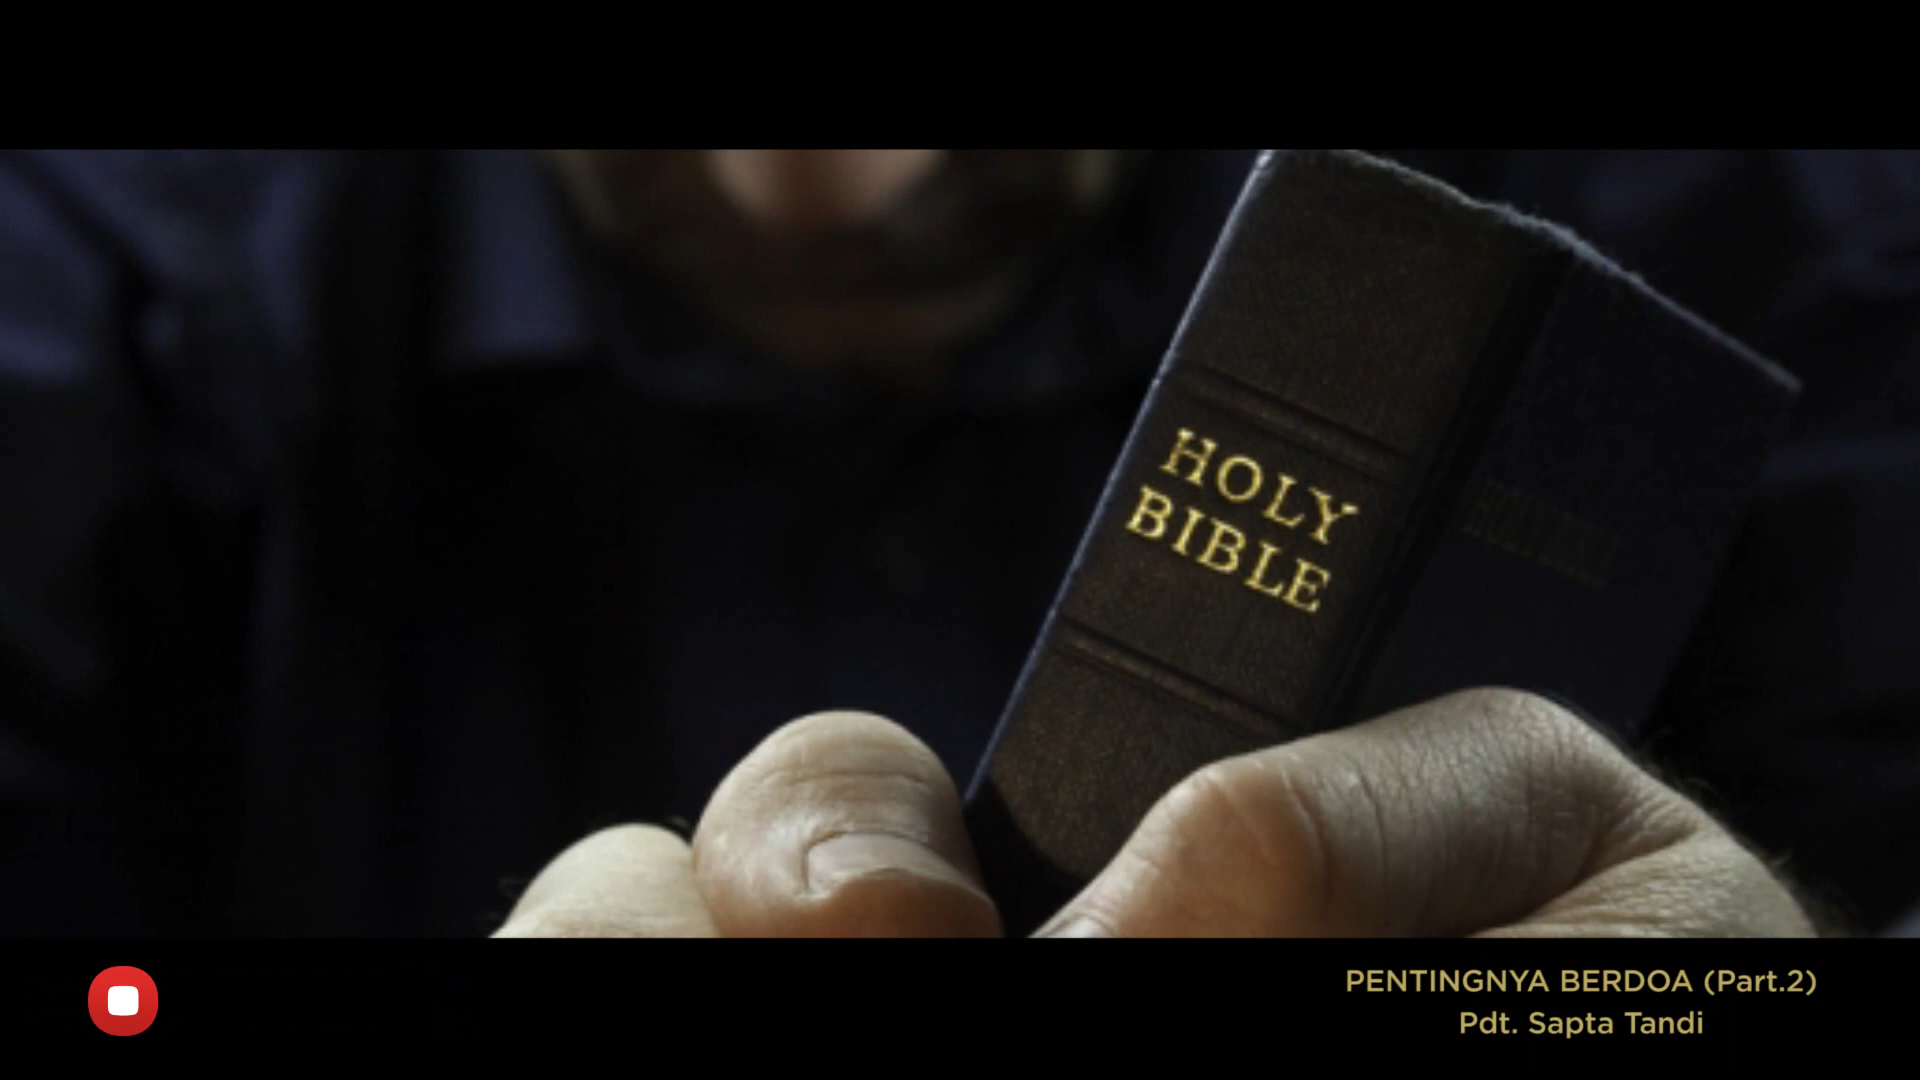 HOLY
BIBLE
PENTINGNYA BERDOA (Part.2)
Pdt. Sapta Tandi